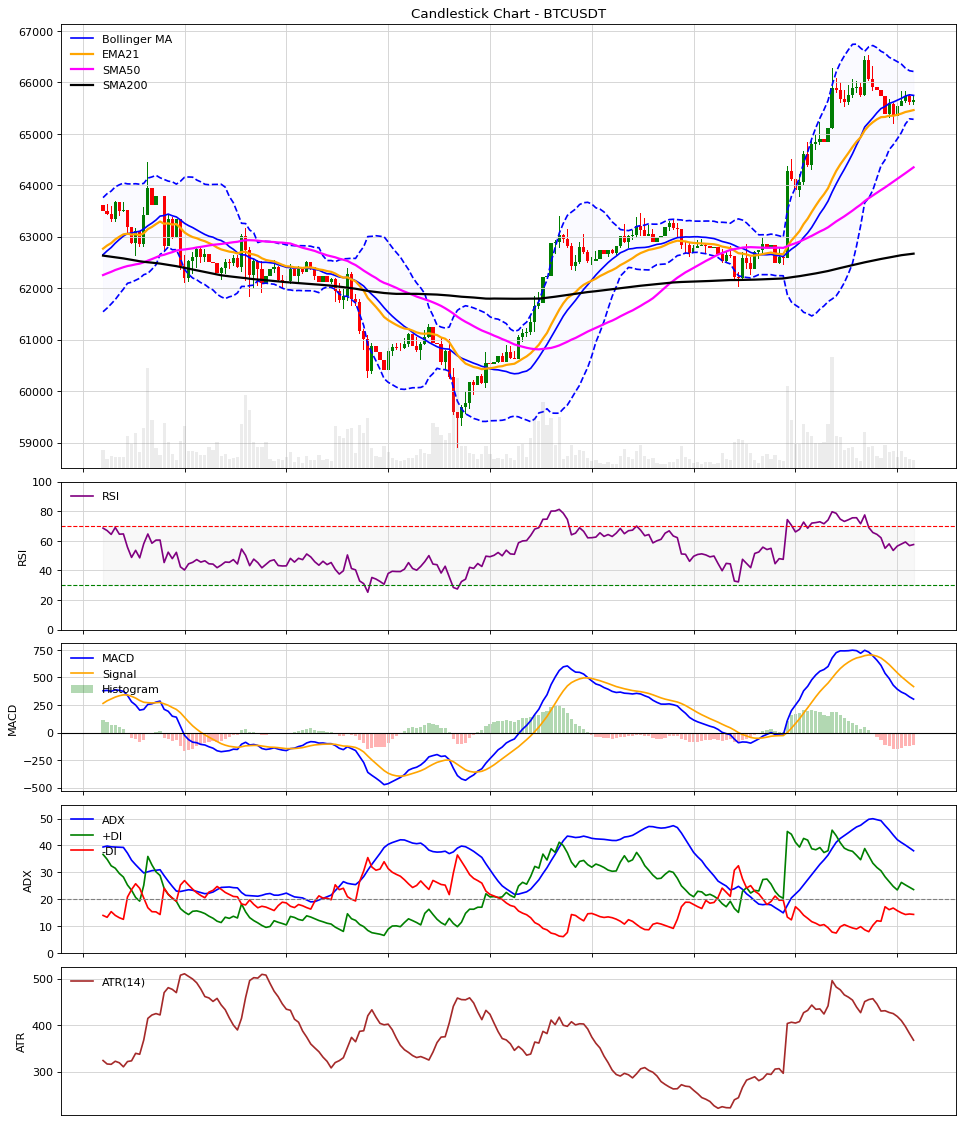 Candlestick Chart - BTCUSDT
67000
66000
65000
64000
63000
62000
61000
60000
59000
Bollinger MA
EMA21
SMA50
SMA200
100
80
60
40
20
0
RSI
RSI
750
500
250
0
−250
−500
MACD
MACD
Signal
Histogram
50
40
30
20
10
0
ADX
ADX
+DI
-DI
500
400
300
ATR
ATR(14)